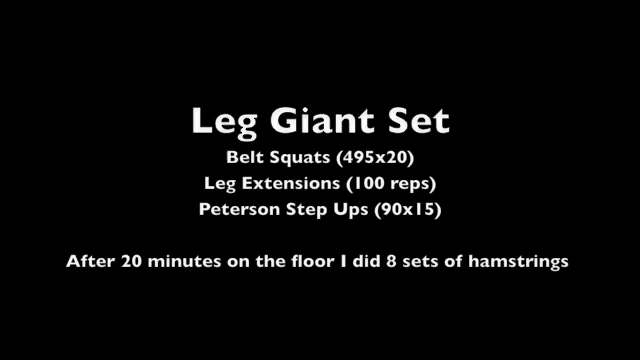 Leg Giant Set
Belt Squats (495x20)
Leg Extensions (100 reps)
Peterson Step Ups (90x15)
After 20 minutes on the floor I did 8 sets of hamstrings